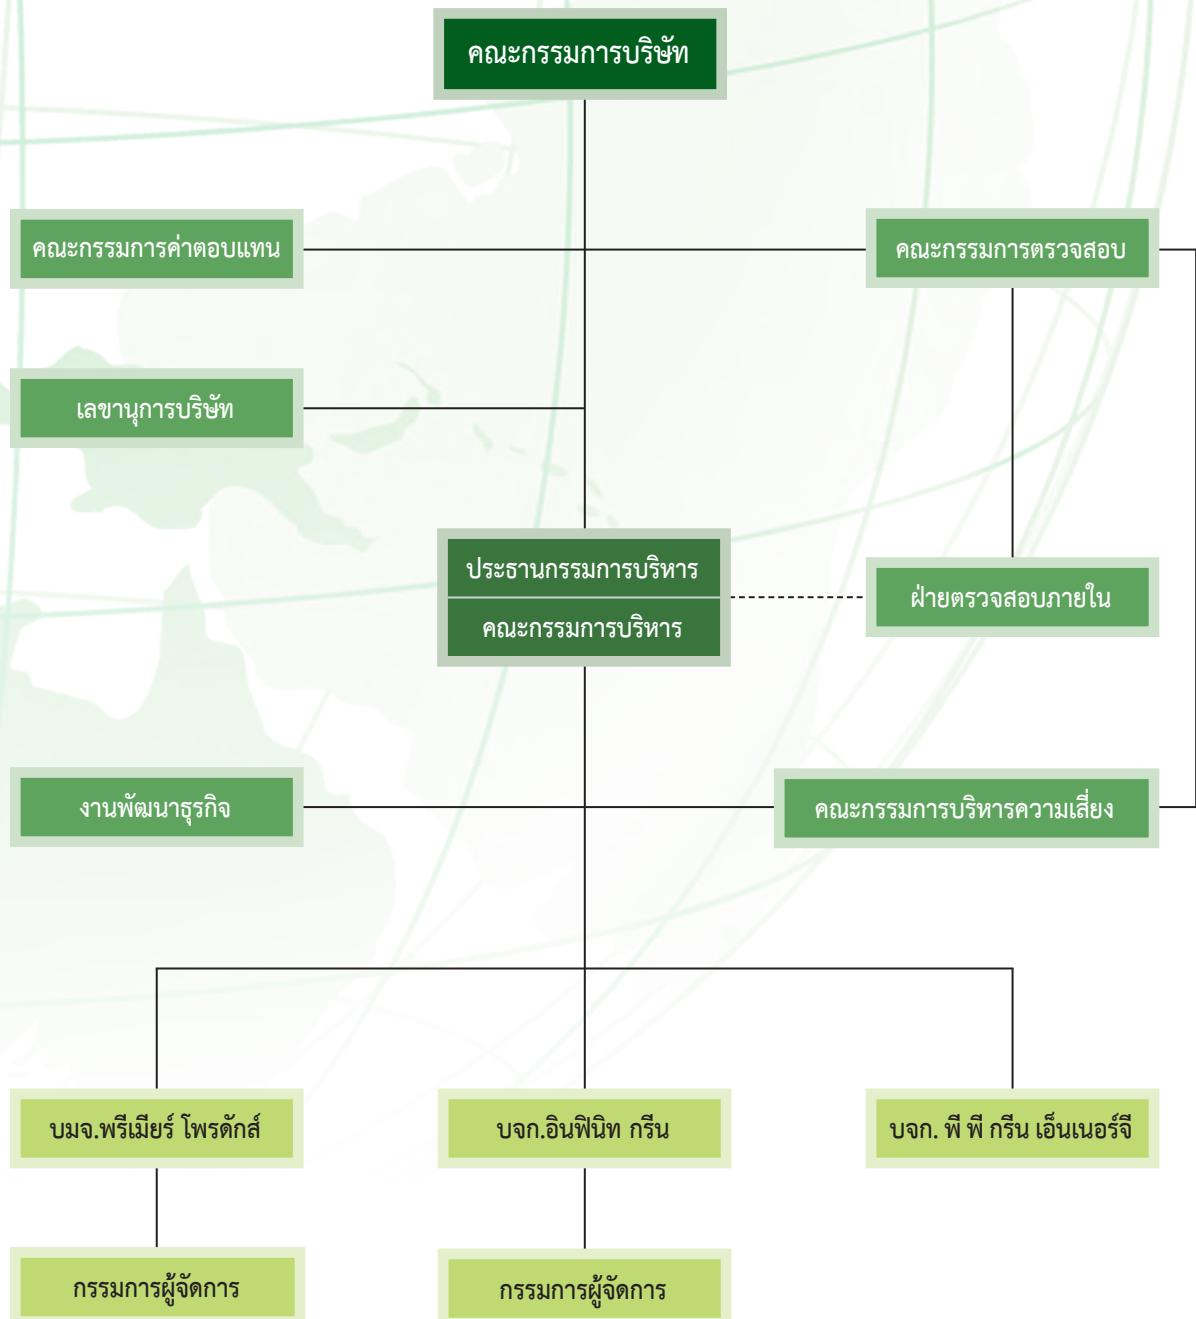 คณะกรรมการบริษัท
คณะกรรมการค่าตอบแทน
คณะกรรมการตรวจสอบ
เลขานุการบริษัท
ประธานกรรมการบริหาร
คณะกรรมการบริหาร
ฝ่ายตรวจสอบภายใน
งานพัฒนาธุรกิจ
คณะกรรมการบริหารความเสี่ยง
บมจ.พรีเมียร์ โพรดักส์
บจก.อินฟินิท กรีน
บจก. พี พี กรีน เอ็นเนอร์จี
กรรมการผู้จัดการ
กรรมการผู้จัดการ